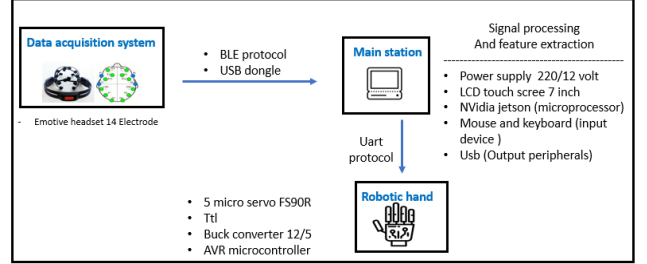 Data acquisition system
- Emotive headset 14 Electrode
• BLE protocol
• USB dongle
Main station
Signal processing
And feature extraction
• Power supply 220/12 volt
• LCD touch scree 7 inch
• NVidia jetson (microprocessor)
• Mouse and keyboard (input
device )
• Usb (Output peripherals)
Uart
protocol
• 5 micro servo FS90R
• Ttl
• Buck converter 12/5
• AVR microcontroller
Robotic hand